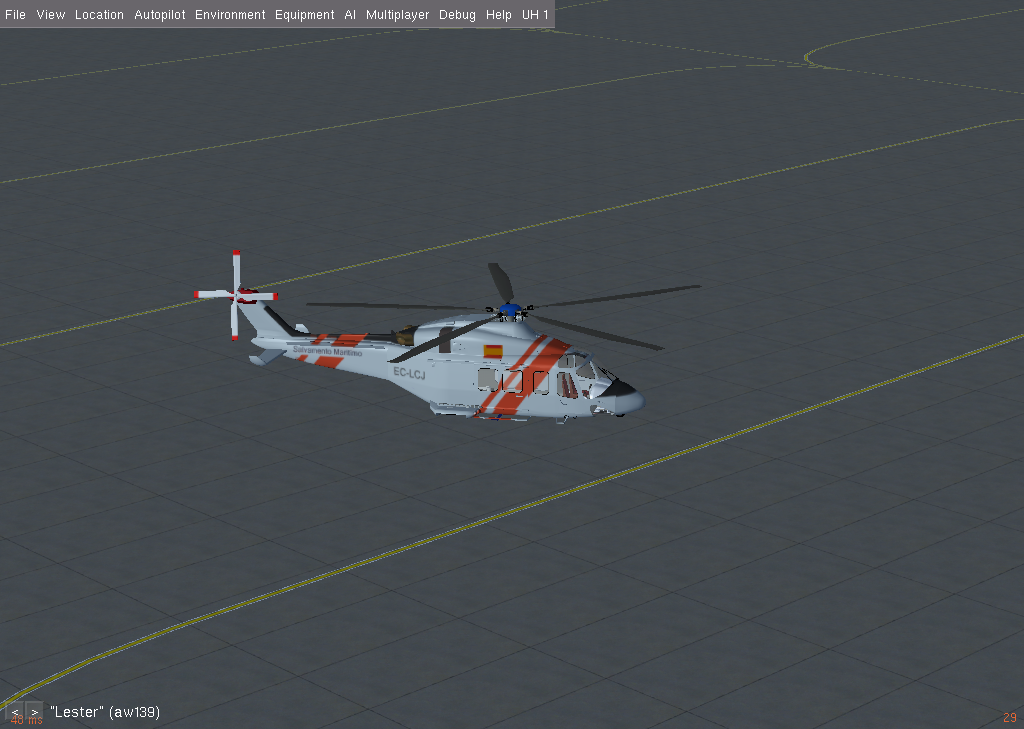 File View Location Autopilot Environment Equipment AI Multiplayer Debug Help UH 1
Salvamento Marítimo
EC-LCJ
< > "Lester" (aw139)
48 ms
29